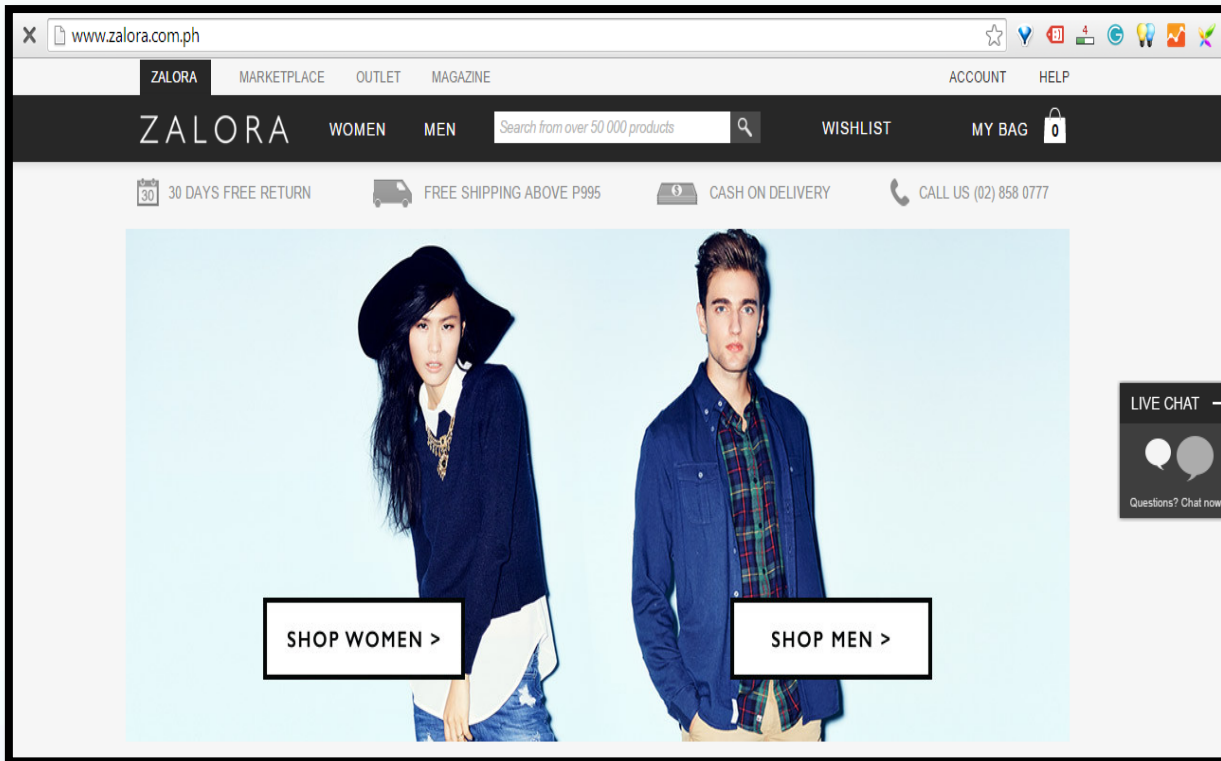 www.zalora.com.ph
4
ZALORA MARKETPLACE OUTLET MAGAZINE ACCOUNT HELP
ZALORA WOMEN MEN Search from over 50 000 products WISHLIST MY BAG 0
30 30 DAYS FREE RETURN FREE SHIPPING ABOVE P995 $ CASH ON DELIVERY CALL US (02) 858 0777
LIVE CHAT –
Questions? Chat now
SHOP WOMEN > SHOP MEN >